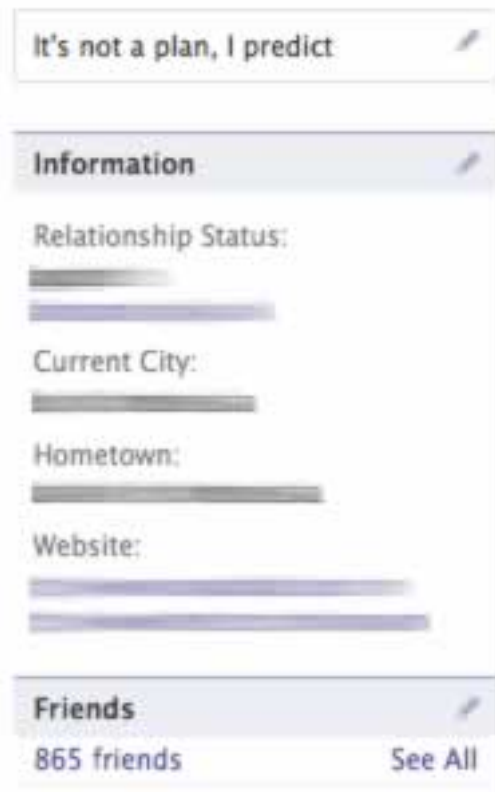 It's not a plan, I predict
Information
Relationship Status:
Current City:
Hometown:
Website:
Friends
865 friends See All